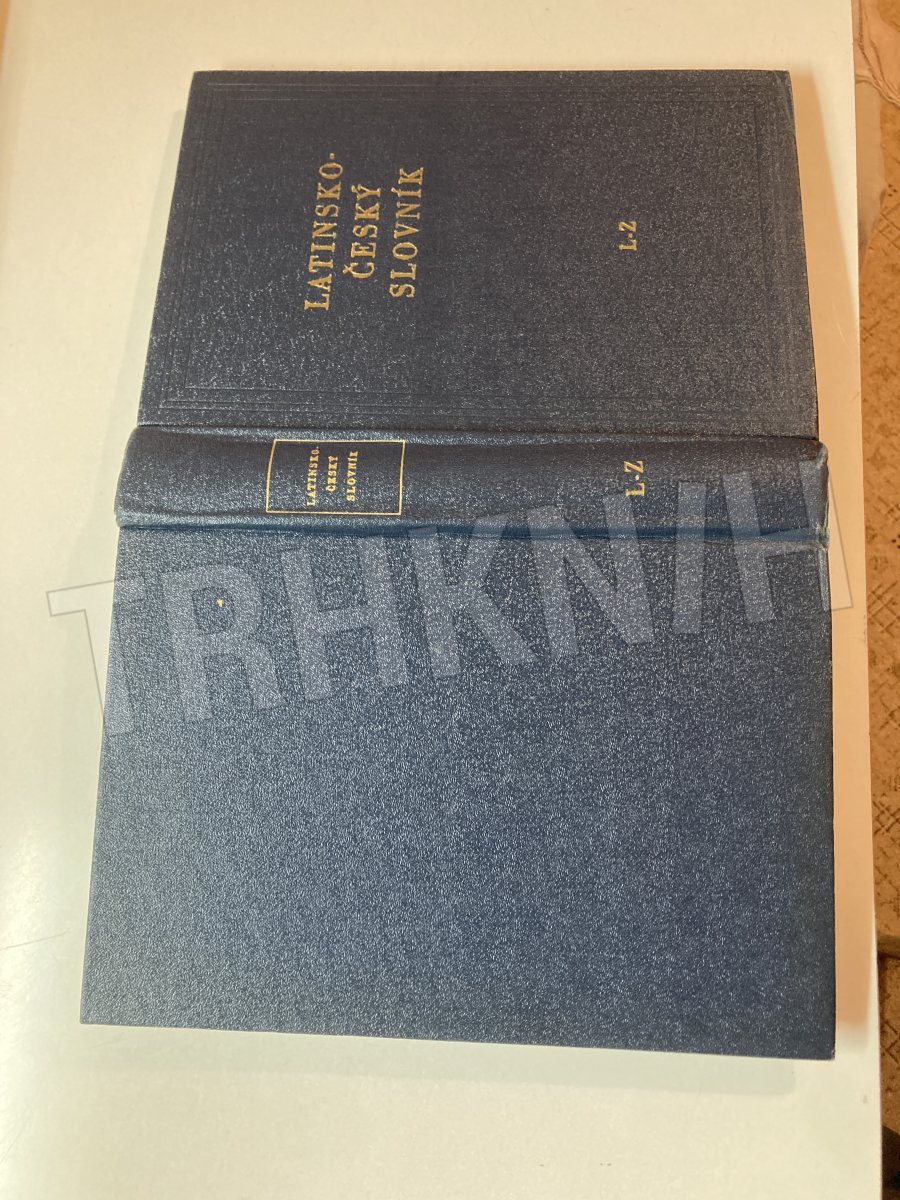 LATINSKO-
ČESKÝ
SLOVNÍK
L-Z
LATINSKO-
ČESKÝ
SLOVNÍK
L-Z
TRHKNIH